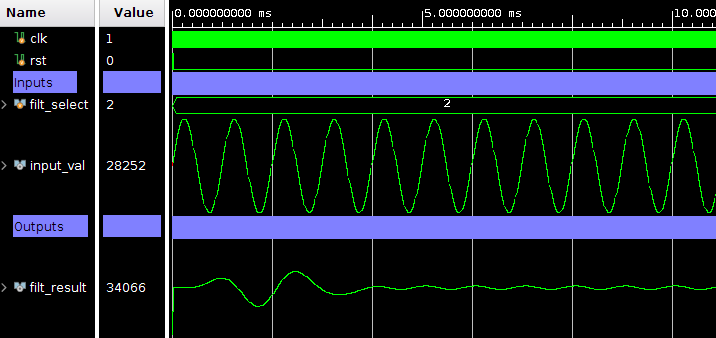 Name Value 0.000000000 ms 5.000000000 ms 10.000
clk 1
rst 0
Inputs
filt_select 2 2
input_val 28252
Outputs
filt_result 34066